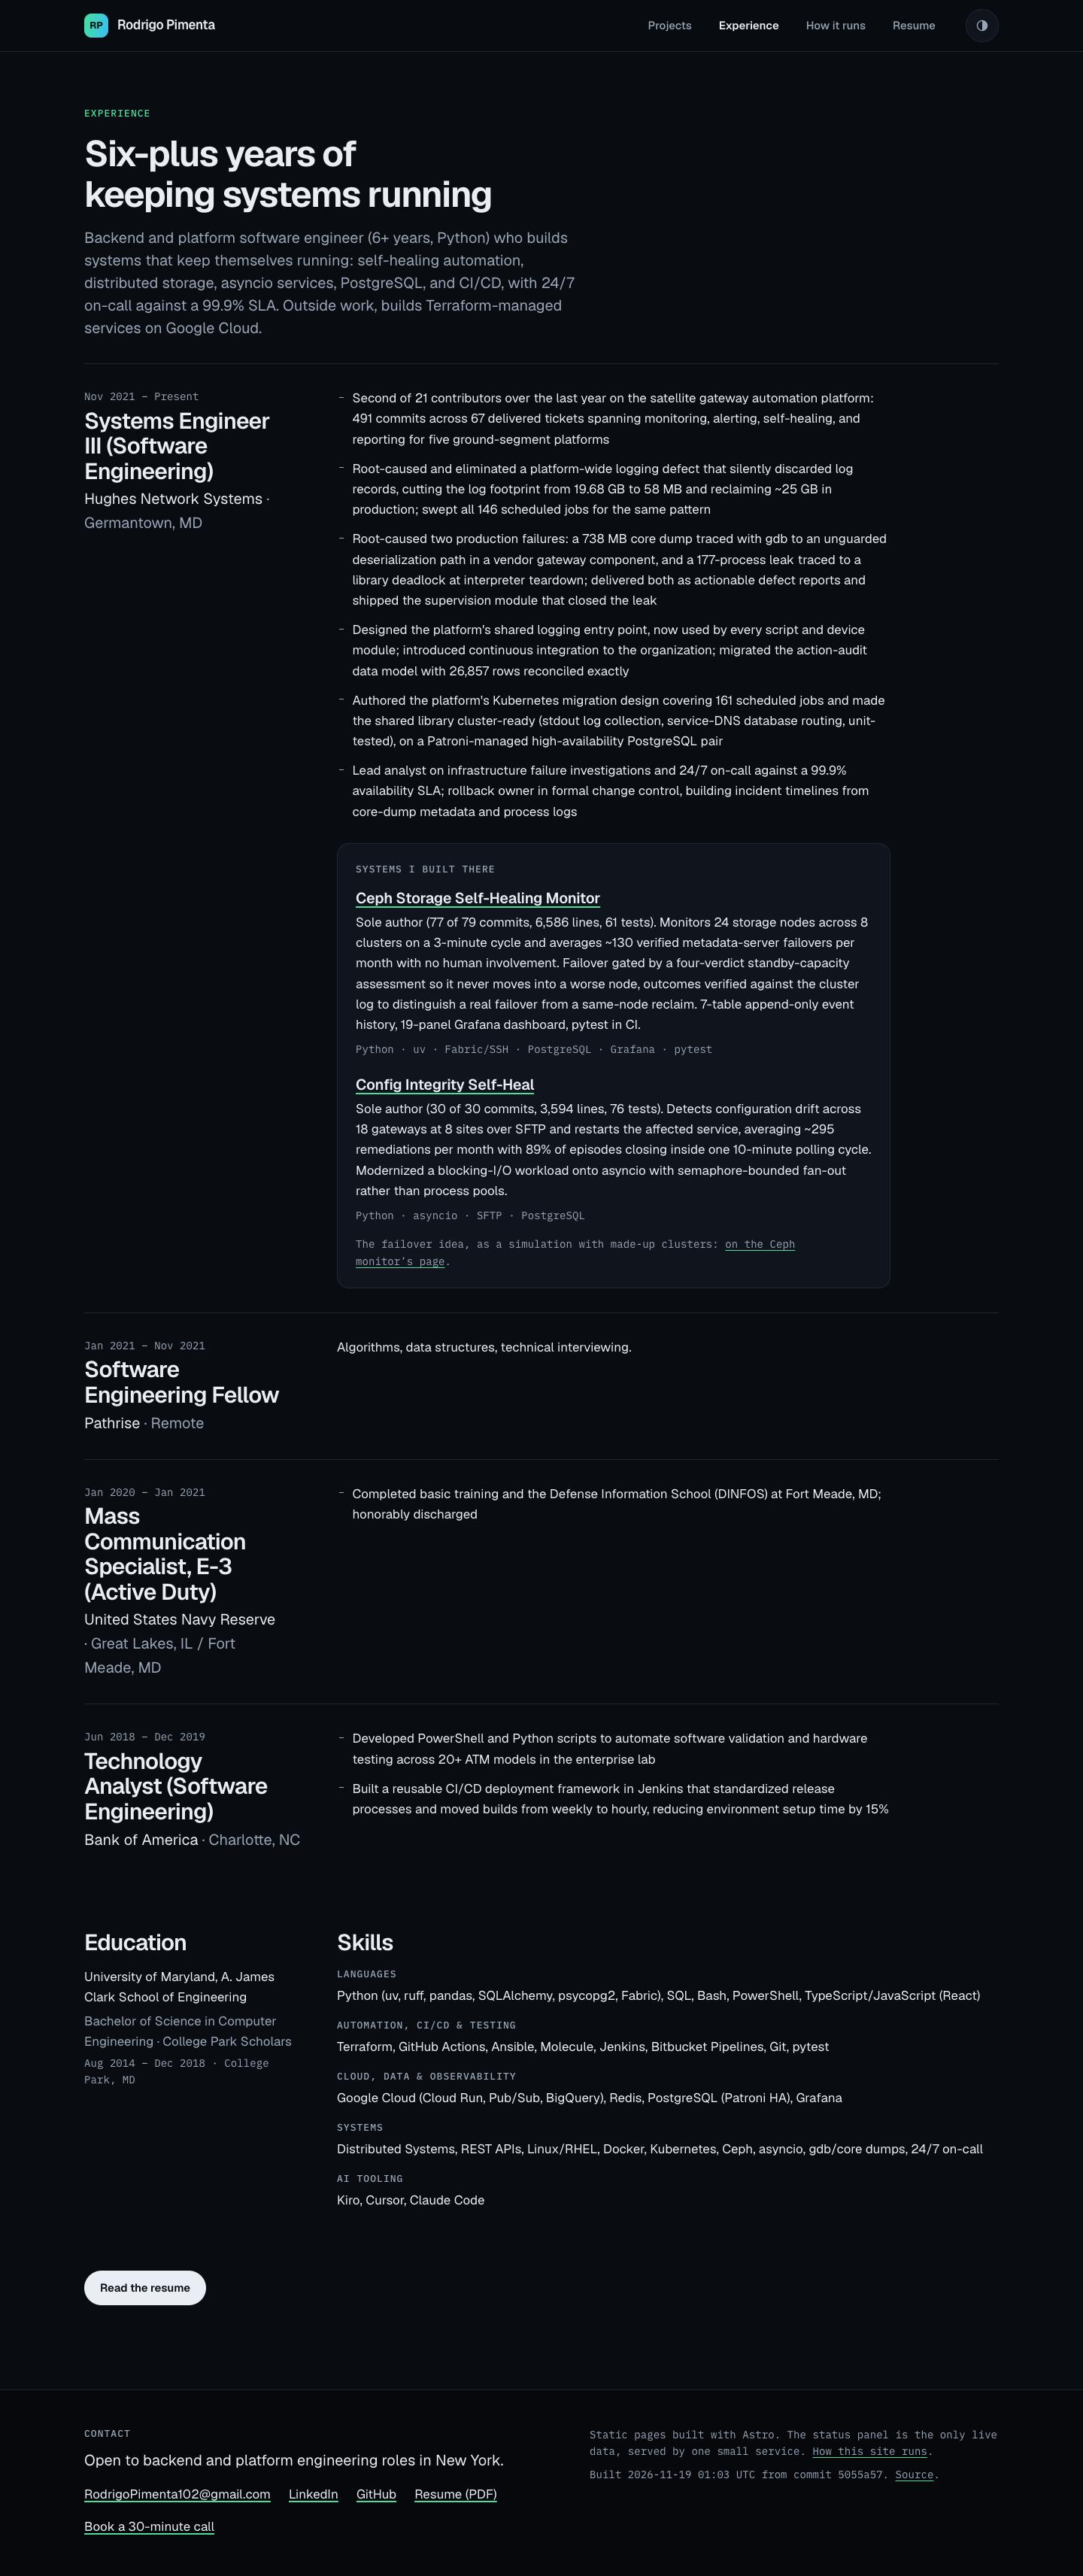 RP Rodrigo Pimenta
Projects Experience How it runs Resume
EXPERIENCE
Six-plus years of
keeping systems running
Backend and platform software engineer (6+ years, Python) who builds
systems that keep themselves running: self-healing automation,
distributed storage, asyncio services, PostgreSQL, and CI/CD, with 24/7
on-call against a 99.9% SLA. Outside work, builds Terraform-managed
services on Google Cloud.
Nov 2021 – Present
Systems Engineer
III (Software
Engineering)
Hughes Network Systems ·
Germantown, MD
– Second of 21 contributors over the last year on the satellite gateway automation platform:
491 commits across 67 delivered tickets spanning monitoring, alerting, self-healing, and
reporting for five ground-segment platforms
– Root-caused and eliminated a platform-wide logging defect that silently discarded log
records, cutting the log footprint from 19.68 GB to 58 MB and reclaiming ~25 GB in
production; swept all 146 scheduled jobs for the same pattern
– Root-caused two production failures: a 738 MB core dump traced with gdb to an unguarded
deserialization path in a vendor gateway component, and a 177-process leak traced to a
library deadlock at interpreter teardown; delivered both as actionable defect reports and
shipped the supervision module that closed the leak
– Designed the platform's shared logging entry point, now used by every script and device
module; introduced continuous integration to the organization; migrated the action-audit
data model with 26,857 rows reconciled exactly
– Authored the platform's Kubernetes migration design covering 161 scheduled jobs and made
the shared library cluster-ready (stdout log collection, service-DNS database routing, unit-
tested), on a Patroni-managed high-availability PostgreSQL pair
– Lead analyst on infrastructure failure investigations and 24/7 on-call against a 99.9%
availability SLA; rollback owner in formal change control, building incident timelines from
core-dump metadata and process logs
SYSTEMS I BUILT THERE
Ceph Storage Self-Healing Monitor
Sole author (77 of 79 commits, 6,586 lines, 61 tests). Monitors 24 storage nodes across 8
clusters on a 3-minute cycle and averages ~130 verified metadata-server failovers per
month with no human involvement. Failover gated by a four-verdict standby-capacity
assessment so it never moves into a worse node, outcomes verified against the cluster
log to distinguish a real failover from a same-node reclaim. 7-table append-only event
history, 19-panel Grafana dashboard, pytest in CI.
Python · uv · Fabric/SSH · PostgreSQL · Grafana · pytest
Config Integrity Self-Heal
Sole author (30 of 30 commits, 3,594 lines, 76 tests). Detects configuration drift across
18 gateways at 8 sites over SFTP and restarts the affected service, averaging ~295
remediations per month with 89% of episodes closing inside one 10-minute polling cycle.
Modernized a blocking-I/O workload onto asyncio with semaphore-bounded fan-out
rather than process pools.
Python · asyncio · SFTP · PostgreSQL
The failover idea, as a simulation with made-up clusters: on the Ceph
monitor's page.
Jan 2021 – Nov 2021
Software
Engineering Fellow
Pathrise · Remote
Algorithms, data structures, technical interviewing.
Jan 2020 – Jan 2021
Mass
Communication
Specialist, E-3
(Active Duty)
United States Navy Reserve
· Great Lakes, IL / Fort
Meade, MD
– Completed basic training and the Defense Information School (DINFOS) at Fort Meade, MD;
honorably discharged
Jun 2018 – Dec 2019
Technology
Analyst (Software
Engineering)
Bank of America · Charlotte, NC
– Developed PowerShell and Python scripts to automate software validation and hardware
testing across 20+ ATM models in the enterprise lab
– Built a reusable CI/CD deployment framework in Jenkins that standardized release
processes and moved builds from weekly to hourly, reducing environment setup time by 15%
Education
University of Maryland, A. James
Clark School of Engineering
Bachelor of Science in Computer
Engineering · College Park Scholars
Aug 2014 – Dec 2018 · College
Park, MD
Skills
LANGUAGES
Python (uv, ruff, pandas, SQLAlchemy, psycopg2, Fabric), SQL, Bash, PowerShell, TypeScript/JavaScript (React)
AUTOMATION, CI/CD & TESTING
Terraform, GitHub Actions, Ansible, Molecule, Jenkins, Bitbucket Pipelines, Git, pytest
CLOUD, DATA & OBSERVABILITY
Google Cloud (Cloud Run, Pub/Sub, BigQuery), Redis, PostgreSQL (Patroni HA), Grafana
SYSTEMS
Distributed Systems, REST APIs, Linux/RHEL, Docker, Kubernetes, Ceph, asyncio, gdb/core dumps, 24/7 on-call
AI TOOLING
Kiro, Cursor, Claude Code
Read the resume
CONTACT
Open to backend and platform engineering roles in New York.
RodrigoPimenta102@gmail.com LinkedIn GitHub Resume (PDF)
Book a 30-minute call
Static pages built with Astro. The status panel is the only live
data, served by one small service. How this site runs.
Built 2026-11-19 01:03 UTC from commit 5055a57. Source.